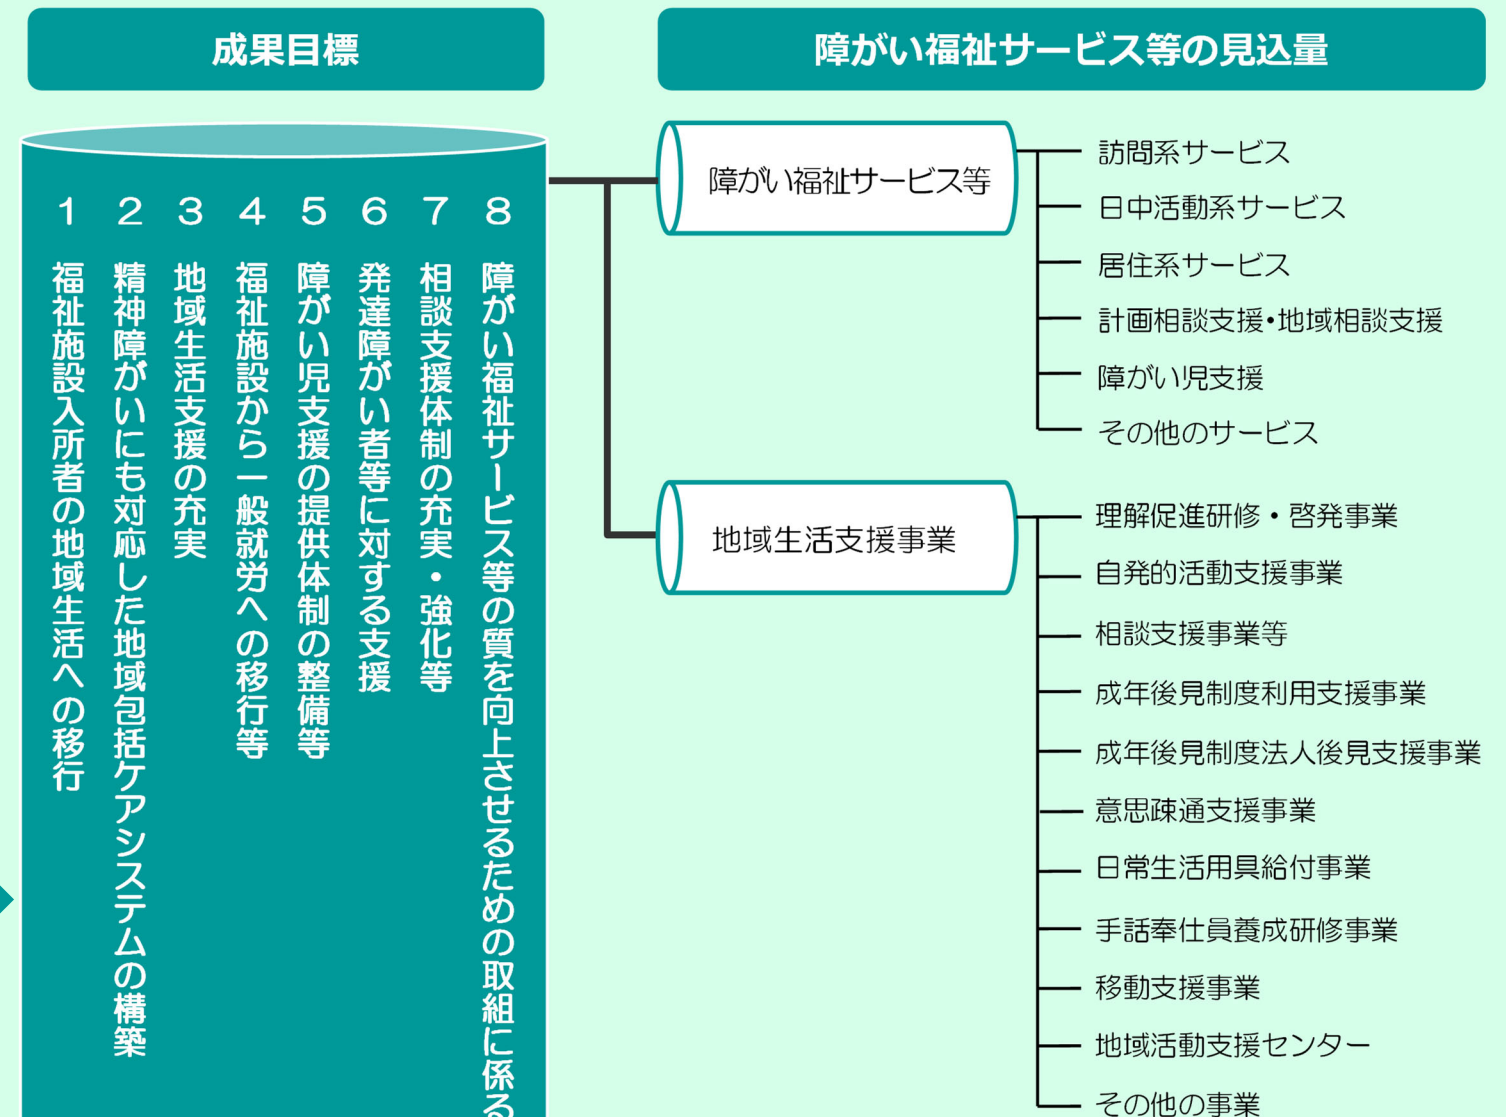 成果目標
1 福祉施設入所者の地域生活への移行
2 精神障がいにも対応した地域包括ケアシステムの構築
3 地域生活支援の充実
4 福祉施設から一般就労への移行等
5 障がい児支援の提供体制の整備等
6 発達障がい者等に対する支援
7 相談支援体制の充実・強化等
8 障がい福祉サービス等の質を向上させるための取組に係る
障がい福祉サービス等の見込量
障がい福祉サービス等
訪問系サービス
日中活動系サービス
居住系サービス
計画相談支援・地域相談支援
障がい児支援
その他のサービス
地域生活支援事業
理解促進研修・啓発事業
自発的活動支援事業
相談支援事業等
成年後見制度利用支援事業
成年後見制度法人後見支援事業
意思疎通支援事業
日常生活用具給付事業
手話奉仕員養成研修事業
移動支援事業
地域活動支援センター
その他の事業